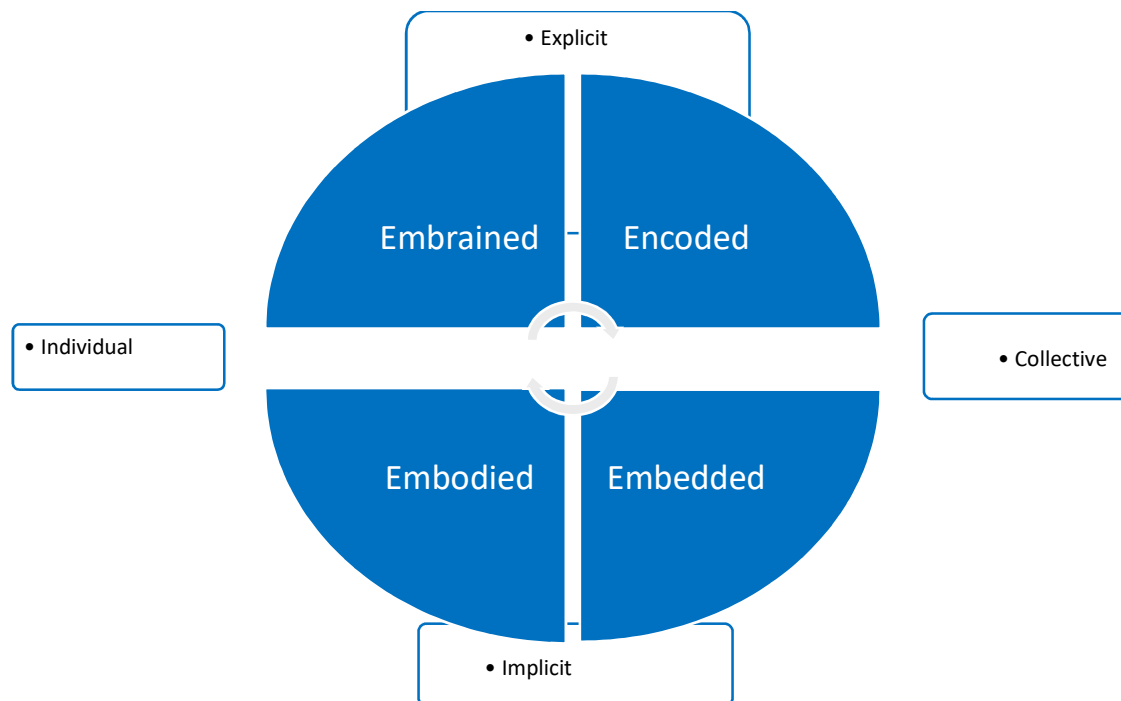 • Explicit
Embrained
Encoded
• Individual
• Collective
Embodied
Embedded
• Implicit